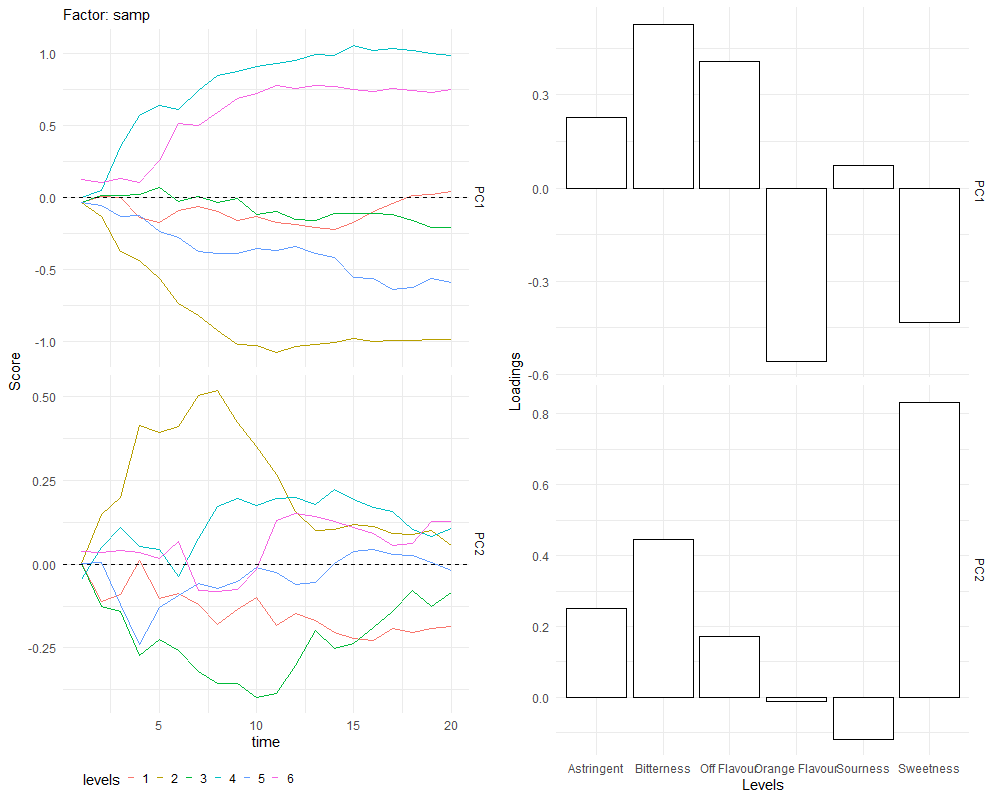 Factor: samp
Score
1.0
0.5
0.0
-0.5
-1.0
PC1
0.50
0.25
0.00
-0.25
PC2
5 10 15 20
time
levels 1 2 3 4 5 6
Loadings
0.3
0.0
-0.3
-0.6
PC1
0.8
0.6
0.4
0.2
0.0
PC2
Astringent Bitterness Off Flavour Orange Flavour Sourness Sweetness
Levels